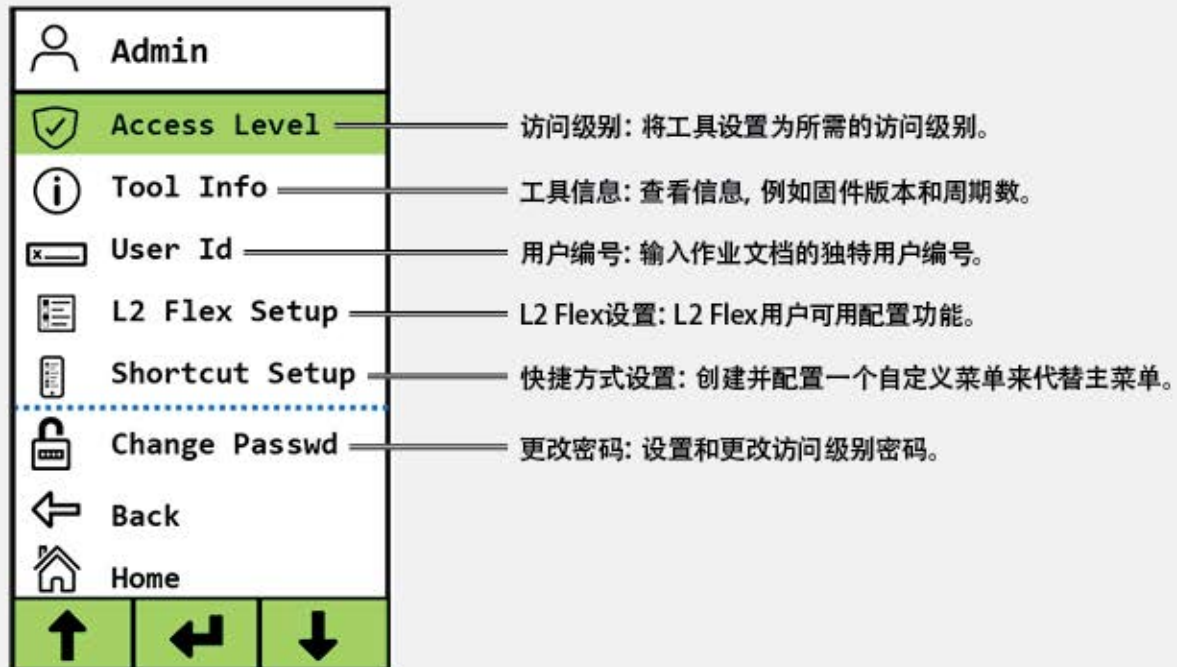 Admin
Access Level 访问级别: 将工具设置为所需的访问级别。
Tool Info 工具信息: 查看信息, 例如固件版本和周期数。
User Id 用户编号: 输入作业文档的独特用户编号。
L2 Flex Setup L2 Flex设置: L2 Flex用户可用配置功能。
Shortcut Setup 快捷方式设置: 创建并配置一个自定义菜单来代替主菜单。
Change Passwd 更改密码: 设置和更改访问级别密码。
Back
Home